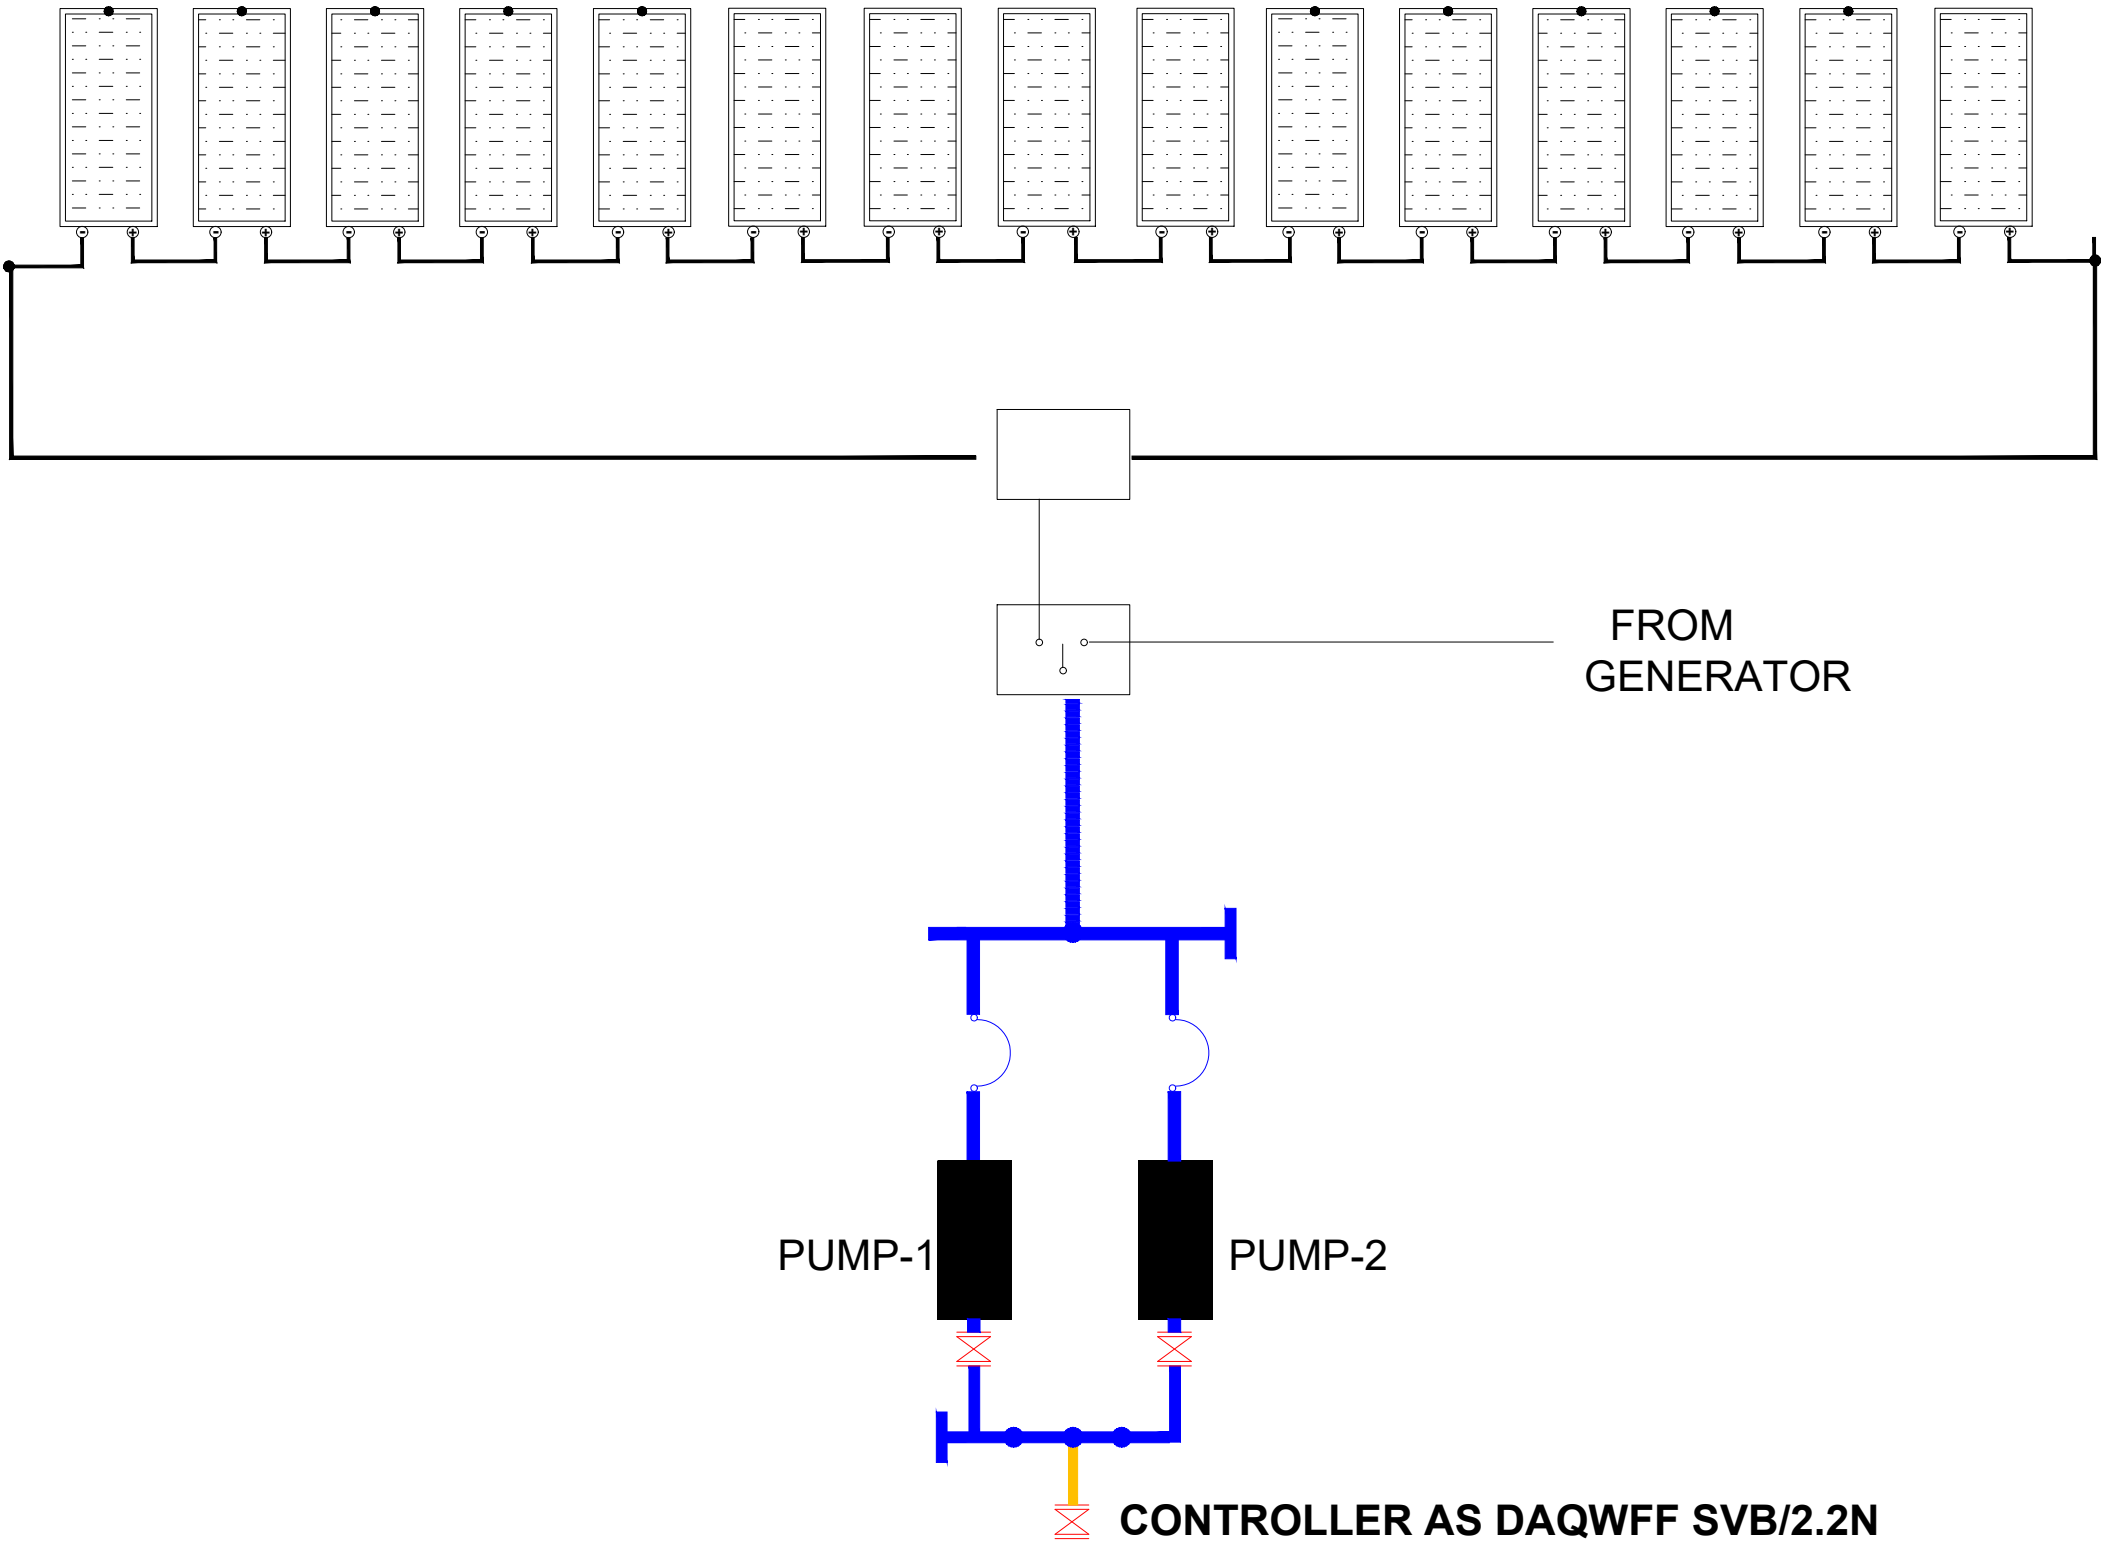 FROM
GENERATOR
PUMP-1
PUMP-2
CONTROLLER AS DAQWFF SVB/2.2N